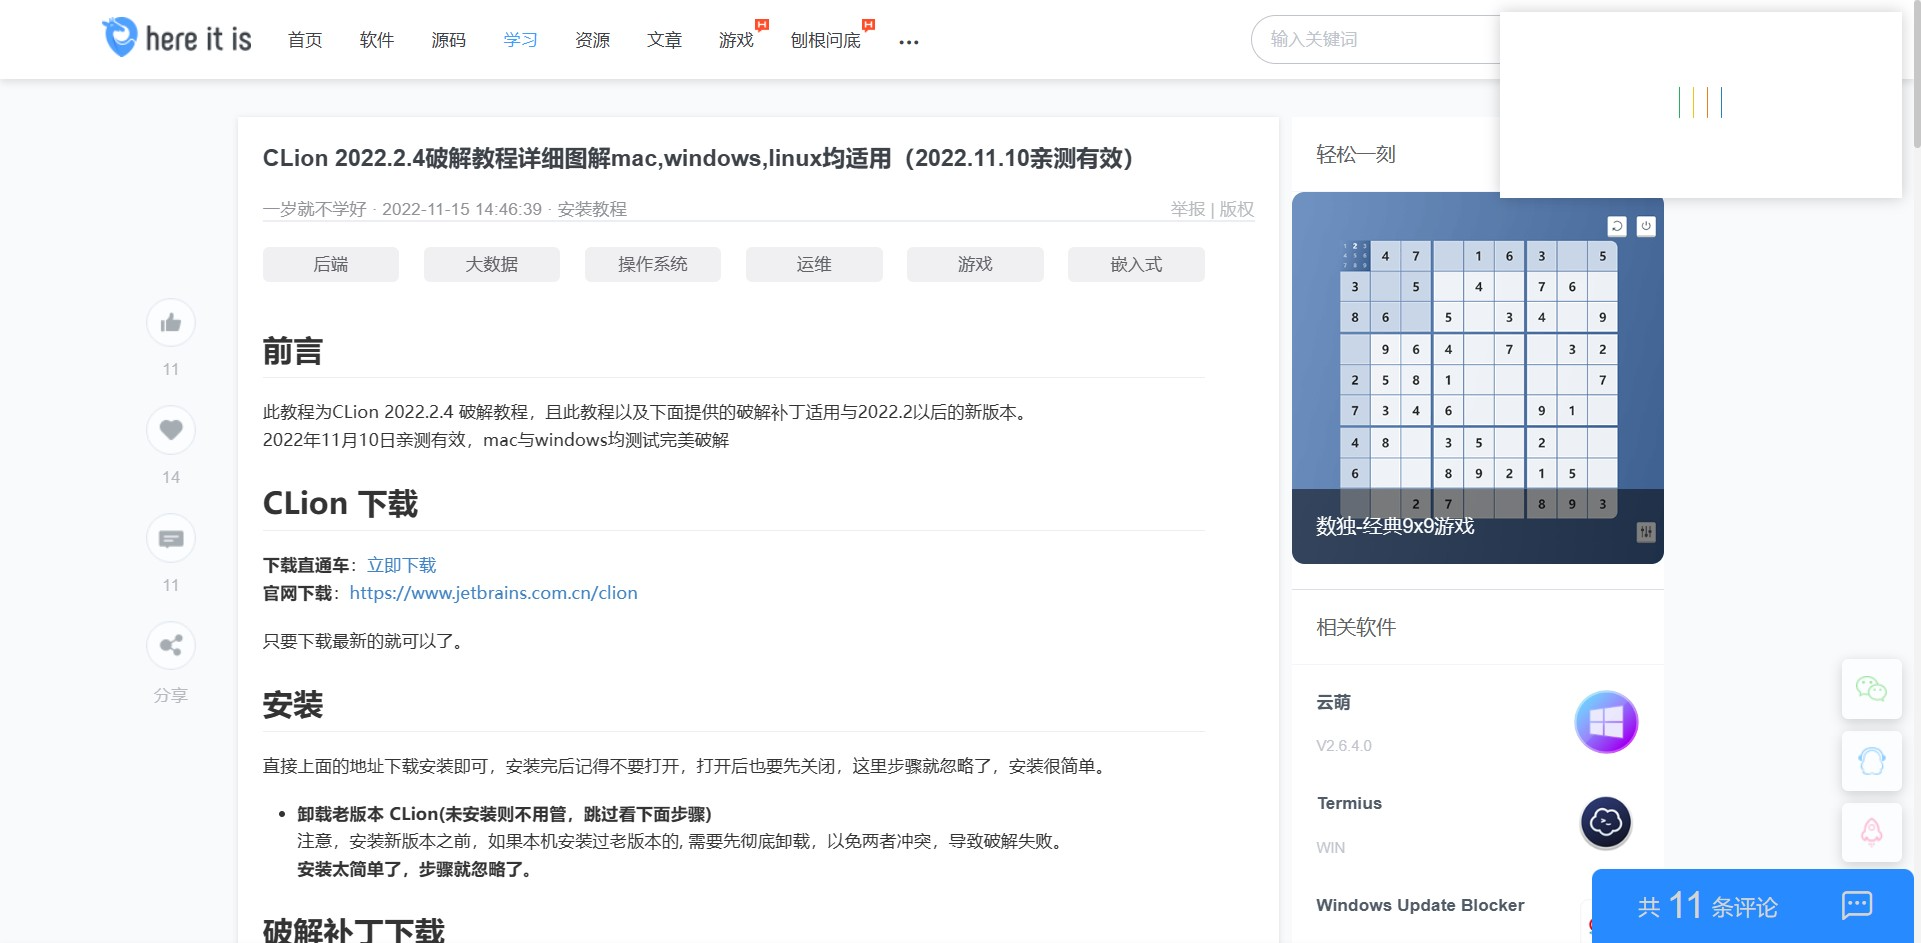 here it is
首页 软件 源码 学习 资源 文章 游戏 H 刨根问底 H ...
输入关键词
CLion 2022.2.4破解教程详细图解mac,windows,linux均适用（2022.11.10亲测有效）
一岁就不学好 · 2022-11-15 14:46:39 · 安装教程
举报 | 版权
后端 大数据 操作系统 运维 游戏 嵌入式
11
14
11
分享
前言
此教程为CLion 2022.2.4 破解教程，且此教程以及下面提供的破解补丁适用与2022.2以后的新版本。
2022年11月10日亲测有效，mac与windows均测试完美破解
CLion 下载
下载直通车：立即下载
官网下载：https://www.jetbrains.com.cn/clion
只要下载最新的就可以了。
安装
直接上面的地址下载安装即可，安装完后记得不要打开，打开后也要先关闭，这里步骤就忽略了，安装很简单。
• 卸载老版本 CLion(未安装则不用管，跳过看下面步骤)
注意，安装新版本之前，如果本机安装过老版本的, 需要先彻底卸载，以免两者冲突，导致破解失败。
安装太简单了，步骤就忽略了。
破解补丁下载
轻松一刻
4 7 1 6 3 5
3 5 4 7 6
8 6 5 3 4 9
9 6 4 7 3 2
2 5 8 1 7
7 3 4 6 9 1
4 8 3 5 2
6 8 9 2 1 5
2 7 8 9 3
数独-经典9x9游戏
相关软件
云萌
V2.6.4.0
Termius
WIN
Windows Update Blocker
共 11 条评论